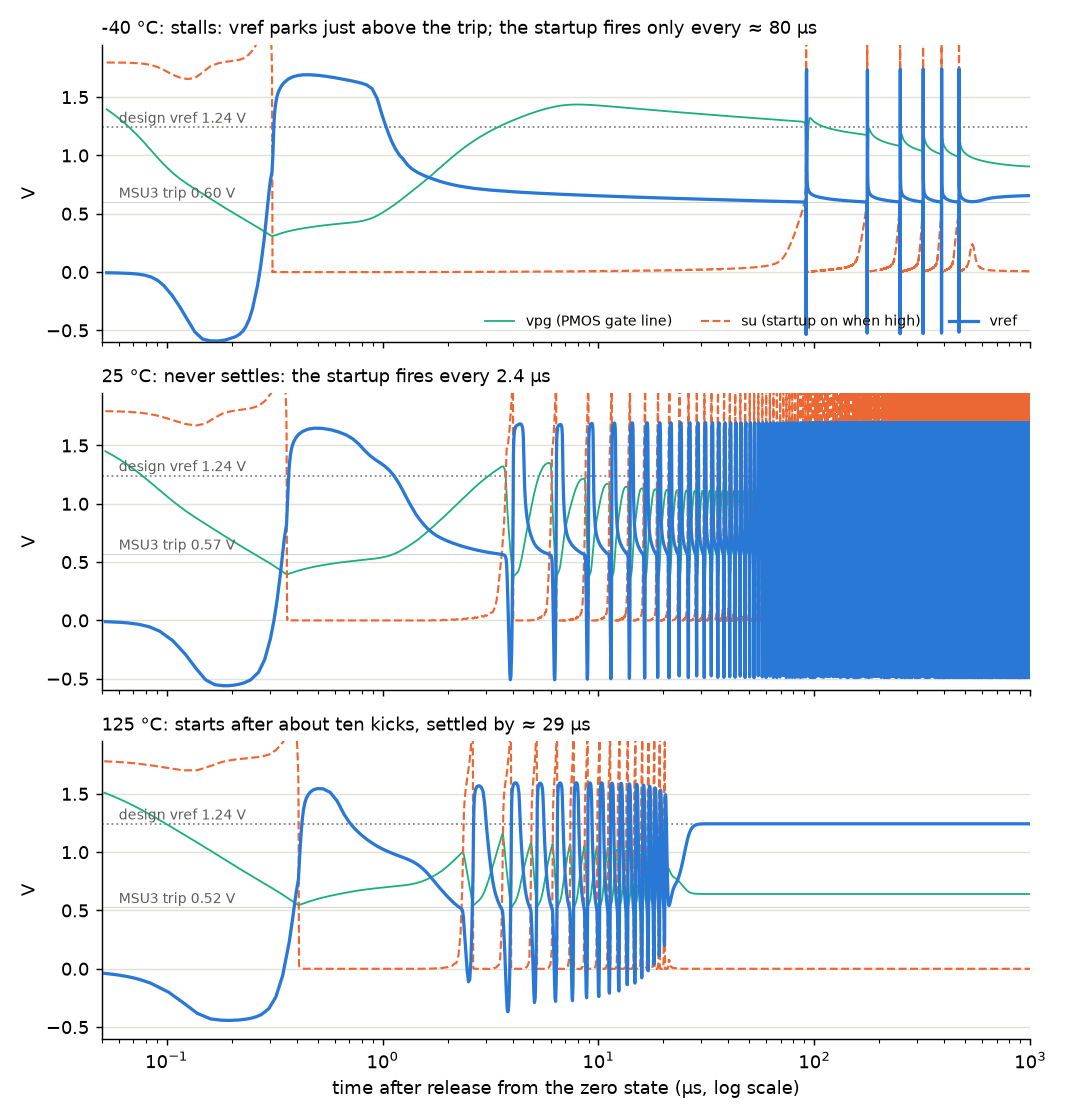 -40 °C: stalls: vref parks just above the trip; the startup fires only every ≈ 80 µs
1.5
design vref 1.24 V
1.0
V
MSU3 trip 0.60 V
0.5
0.0
−0.5
vpg (PMOS gate line)
su (startup on when high)
vref
25 °C: never settles: the startup fires every 2.4 µs
1.5
design vref 1.24 V
1.0
V
MSU3 trip 0.57 V
0.5
0.0
−0.5
125 °C: starts after about ten kicks, settled by ≈ 29 µs
1.5
design vref 1.24 V
1.0
V
MSU3 trip 0.52 V
0.5
0.0
−0.5
10⁻¹ 10⁰ 10¹ 10² 10³
time after release from the zero state (µs, log scale)